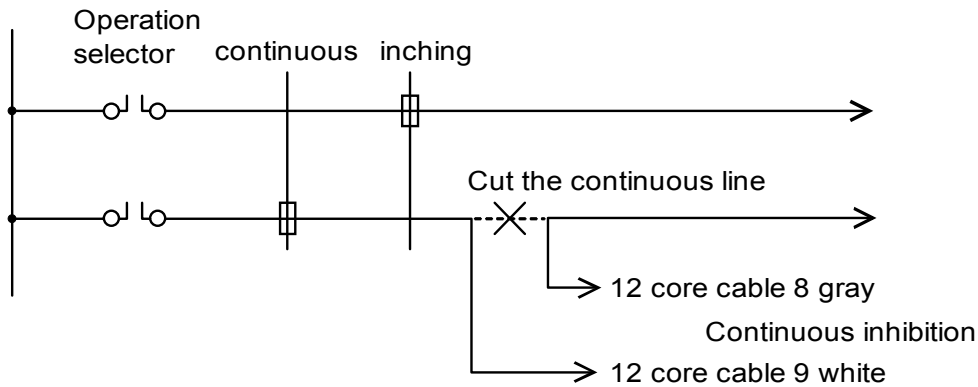 Operation
selector
continuous
inching
Cut the continuous line
12 core cable 8 gray
Continuous inhibition
12 core cable 9 white